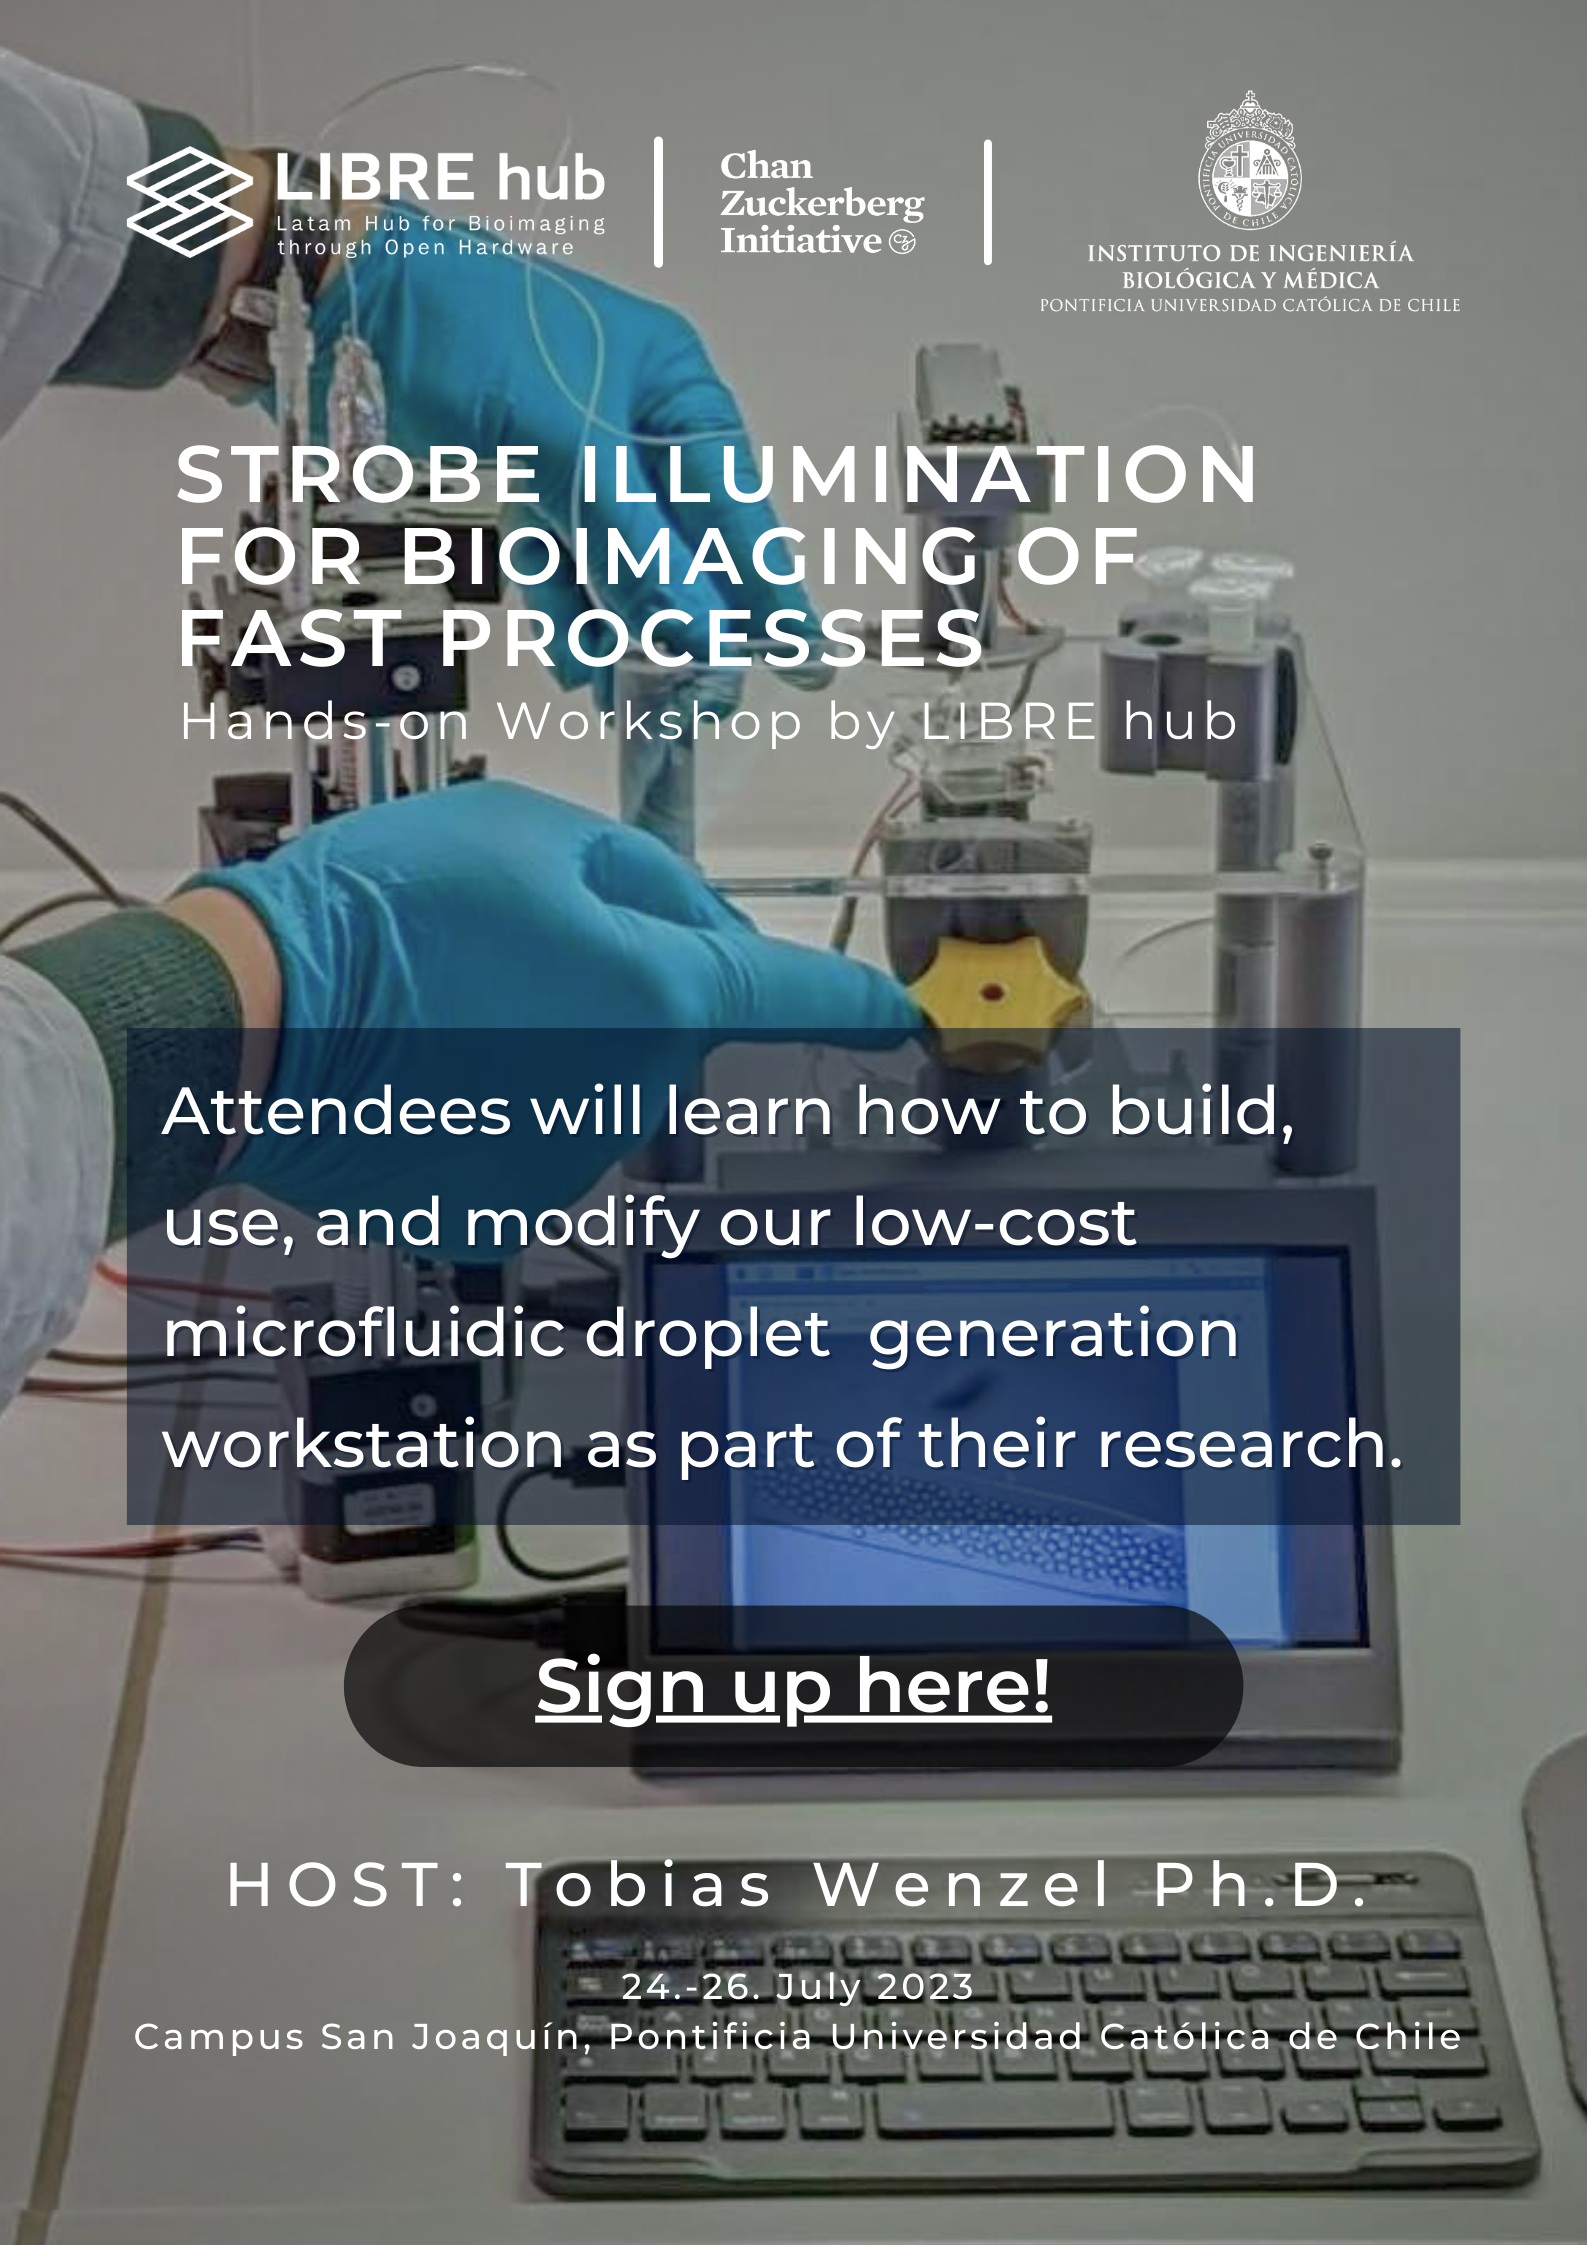 LIBRE hub
Latam Hub for Bioimaging
through Open Hardware
Chan
Zuckerberg
Initiative
INSTITUTO DE INGENIERÍA
BIOLÓGICA Y MÉDICA
PONTIFICIA UNIVERSIDAD CATÓLICA DE CHILE
STROBE ILLUMINATION
FOR BIOIMAGING OF
FAST PROCESSES
Hands-on Workshop by LIBRE hub
Attendees will learn how to build,
use, and modify our low-cost
microfluidic droplet generation
workstation as part of their research.
Sign up here!
HOST: Tobias Wenzel Ph.D.
24.-26. July 2023
Campus San Joaquín, Pontificia Universidad Católica de Chile